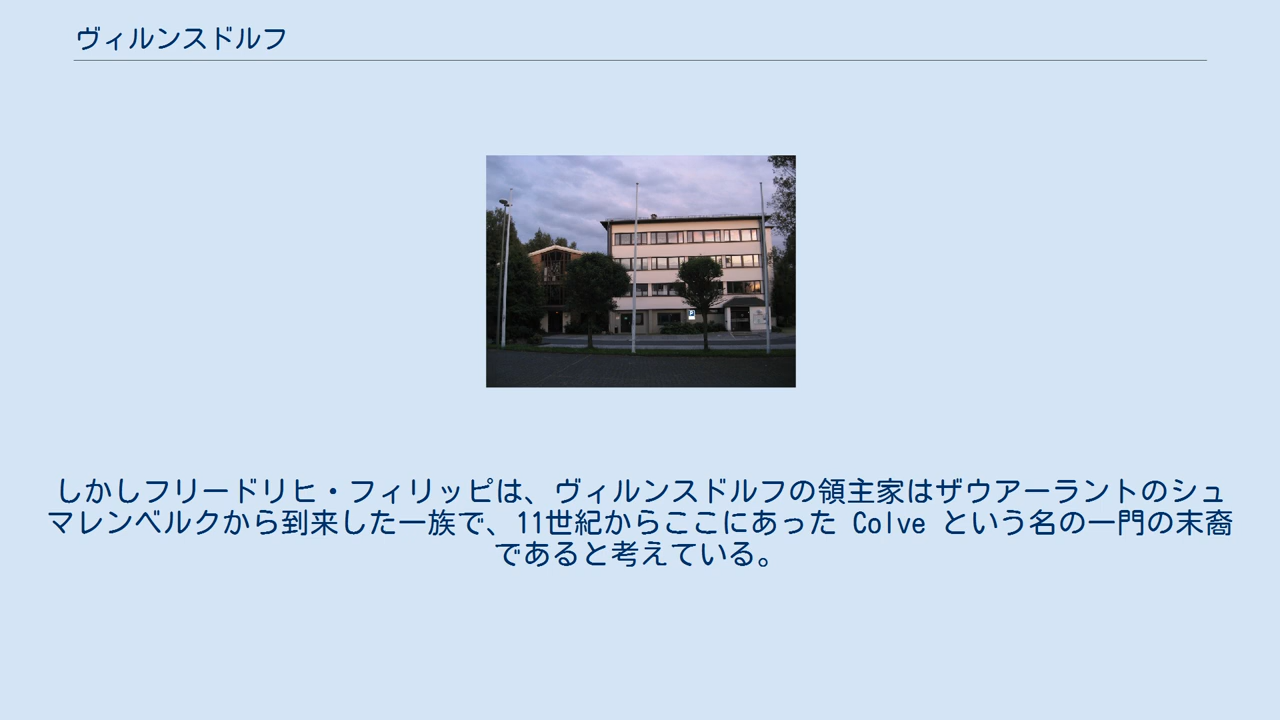 ヴィルンスドルフ
しかしフリードリヒ・フィリッピは、ヴィルンスドルフの領主家はザウアーラントのシュ
マレンベルクから到来した一族で、11世紀からここにあった Colve という名の一門の末裔
であると考えている。